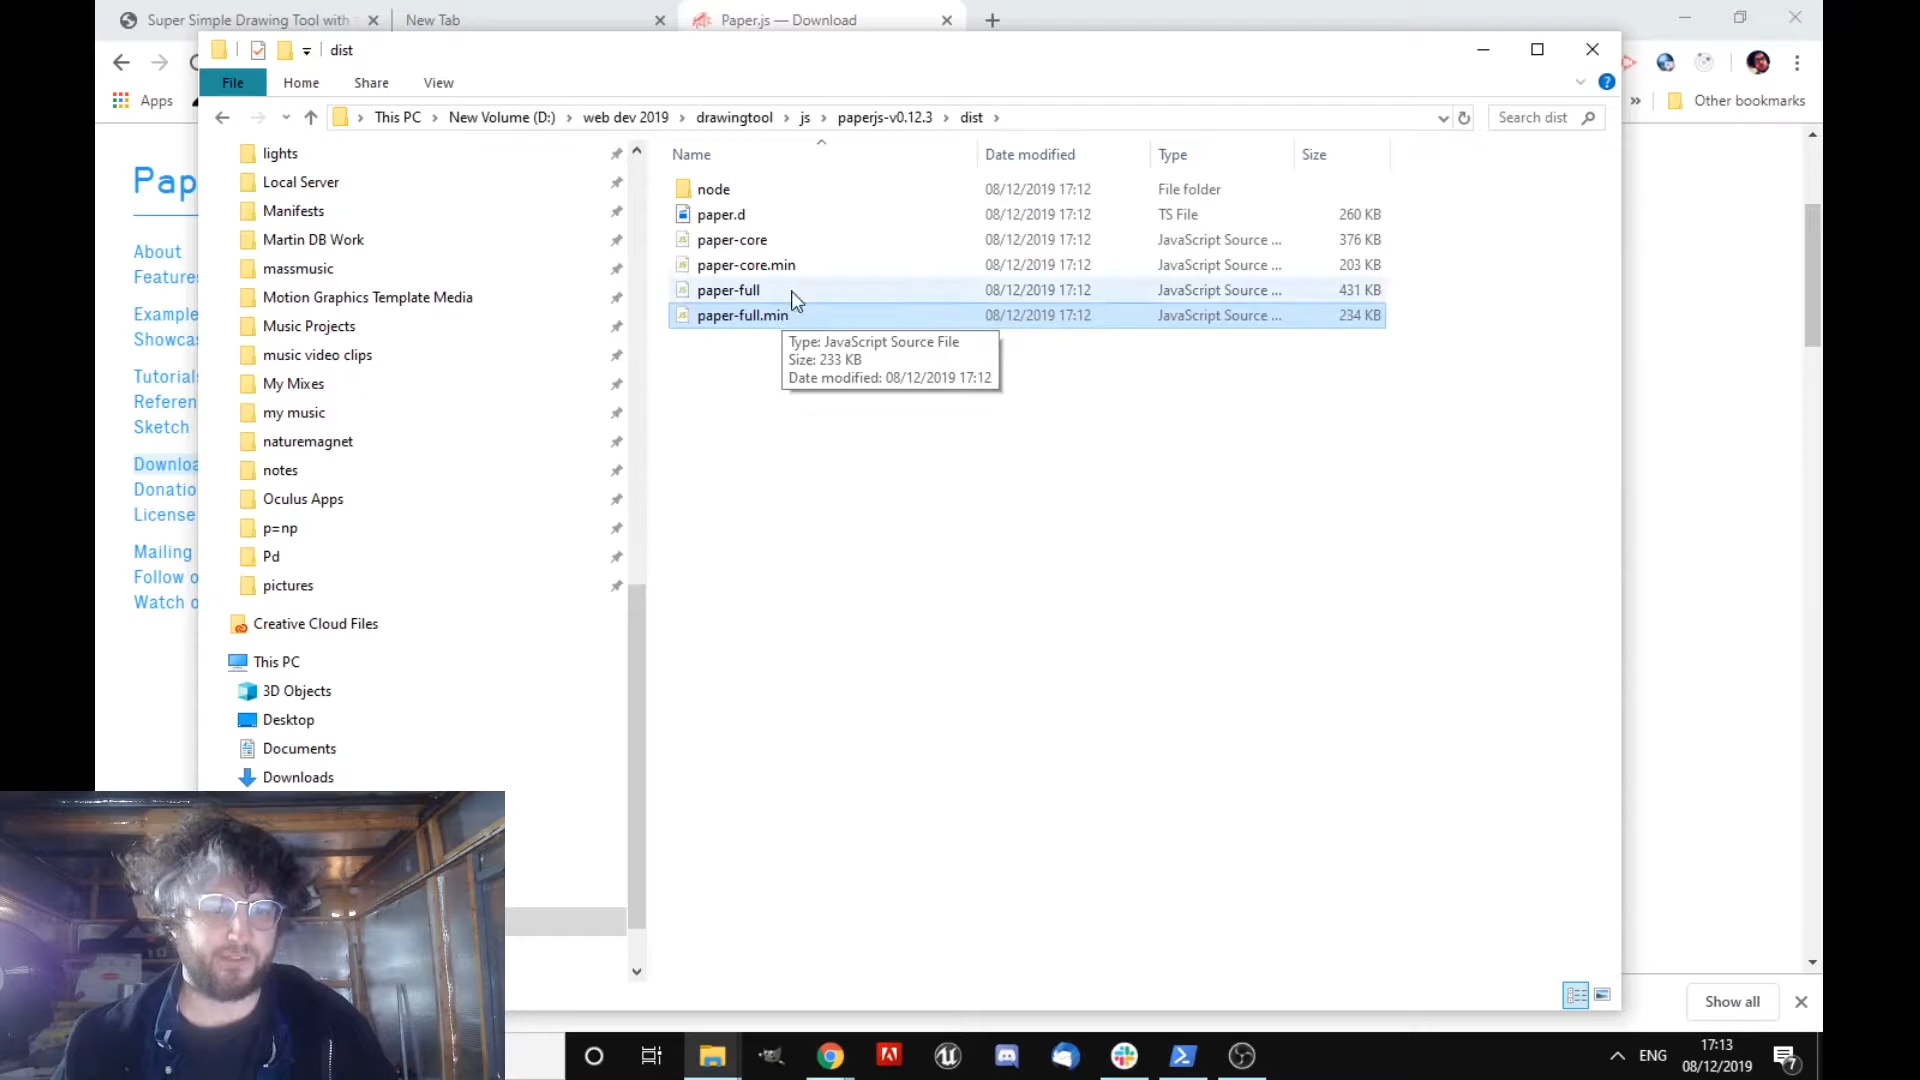 Super Simple Drawing Tool with
New Tab
Paper.js — Download
dist
File
Home
Share
View
Apps
Other bookmarks
This PC
New Volume (D:)
web dev 2019
drawingtool
js
paperjs-v0.12.3
dist
Search dist
Pap
About
Features
Example
Showcas
Tutorials
Referen
Sketch
Downloa
Donatio
License
Mailing
Follow o
Watch o
lights
Local Server
Manifests
Martin DB Work
massmusic
Motion Graphics Template Media
Music Projects
music video clips
My Mixes
my music
naturemagnet
notes
Oculus Apps
p=np
Pd
pictures
Creative Cloud Files
This PC
3D Objects
Desktop
Documents
Downloads
Name Date modified Type Size
node 08/12/2019 17:12 File folder
paper.d 08/12/2019 17:12 TS File 260 KB
paper-core 08/12/2019 17:12 JavaScript Source ... 376 KB
paper-core.min 08/12/2019 17:12 JavaScript Source ... 203 KB
paper-full 08/12/2019 17:12 JavaScript Source ... 431 KB
paper-full.min 08/12/2019 17:12 JavaScript Source ... 234 KB
Type: JavaScript Source File
Size: 233 KB
Date modified: 08/12/2019 17:12
Show all
ENG
17:13
08/12/2019
7